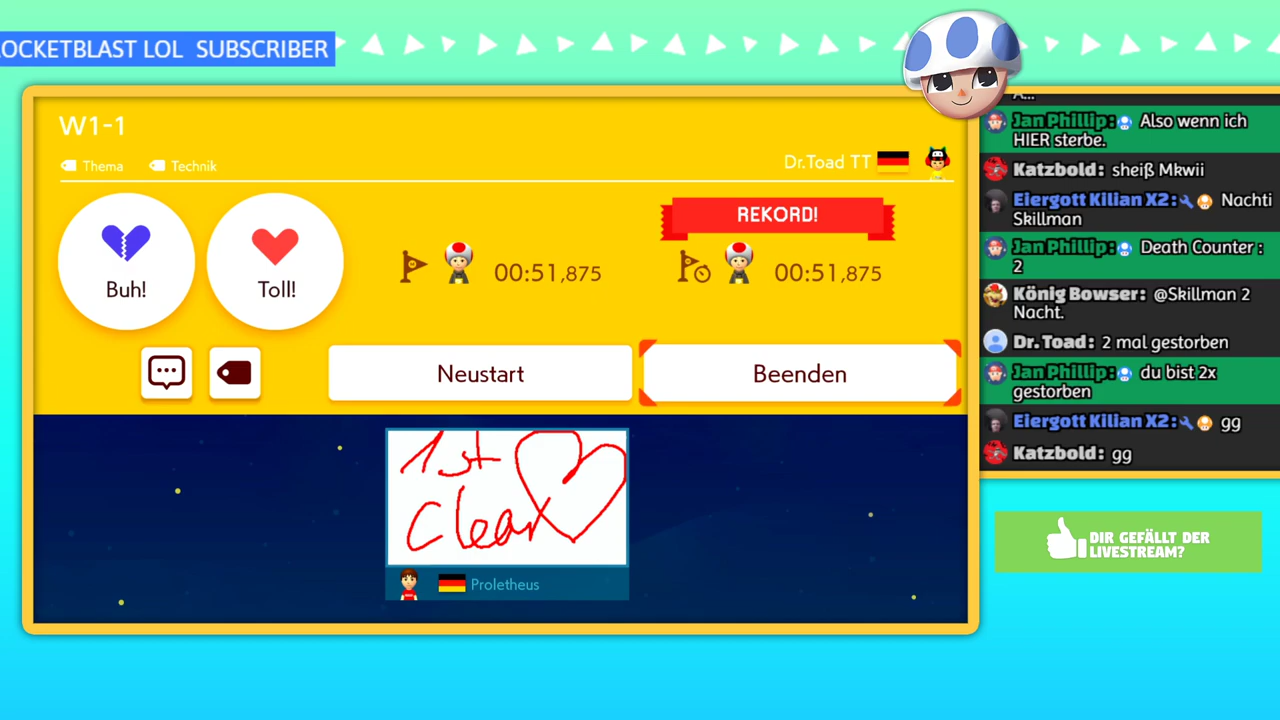 OCKETBLAST LOL SUBSCRIBER
W1-1
Thema Technik
Dr.Toad TT
REKORD!
00:51,875
00:51,875
Buh!
Toll!
Neustart
Beenden
1st
Clear
Proletheus
A...
Jan Phillip: Also wenn ich
HIER sterbe.
Katzbold: sheiß Mkwii
Eiergott Kilian X2: Nachti
Skillman
Jan Phillip: Death Counter :
2
König Bowser: @Skillman 2
Nacht.
Dr. Toad: 2 mal gestorben
Jan Phillip: du bist 2x
gestorben
Eiergott Kilian X2: gg
Katzbold: gg
DIR GEFÄLLT DER
LIVESTREAM?